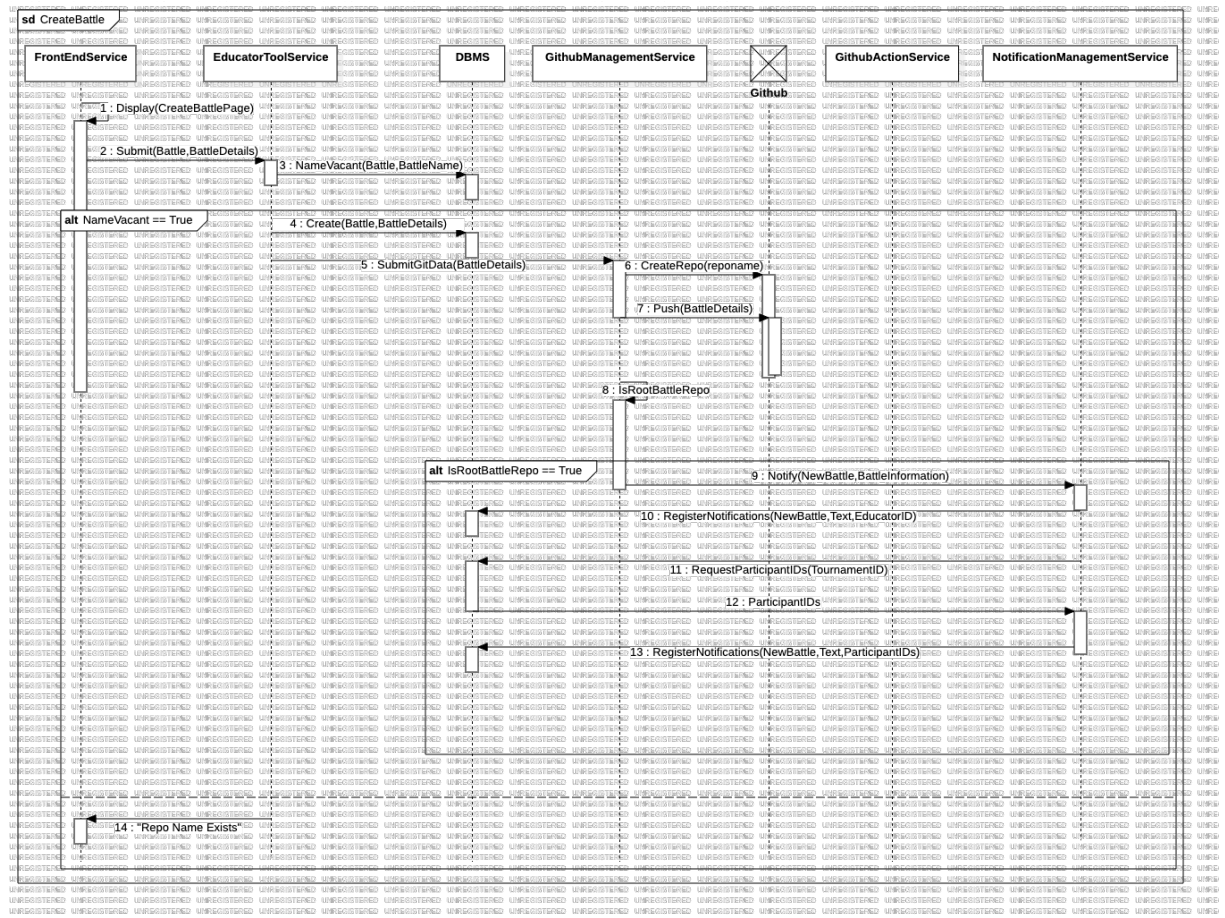 sd CreateBattle
FrontEndService
EducatorToolService
DBMS
GithubManagementService
Github
GithubActionService
NotificationManagementService
1 : Display(CreateBattlePage)
2 : Submit(Battle,BattleDetails)
3 : NameVacant(Battle,BattleName)
alt NameVacant == True
4 : Create(Battle,BattleDetails)
5 : SubmitGitData(BattleDetails)
6 : CreateRepo(reponame)
7 : Push(BattleDetails)
8 : IsRootBattleRepo
alt IsRootBattleRepo == True
9 : Notify(NewBattle,BattleInformation)
10 : RegisterNotifications(NewBattle,Text,EducatorID)
11 : RequestParticipantIDs(TournamentID)
12 : ParticipantIDs
13 : RegisterNotifications(NewBattle,Text,ParticipantIDs)
14 : "Repo Name Exists"
UNREGISTERED